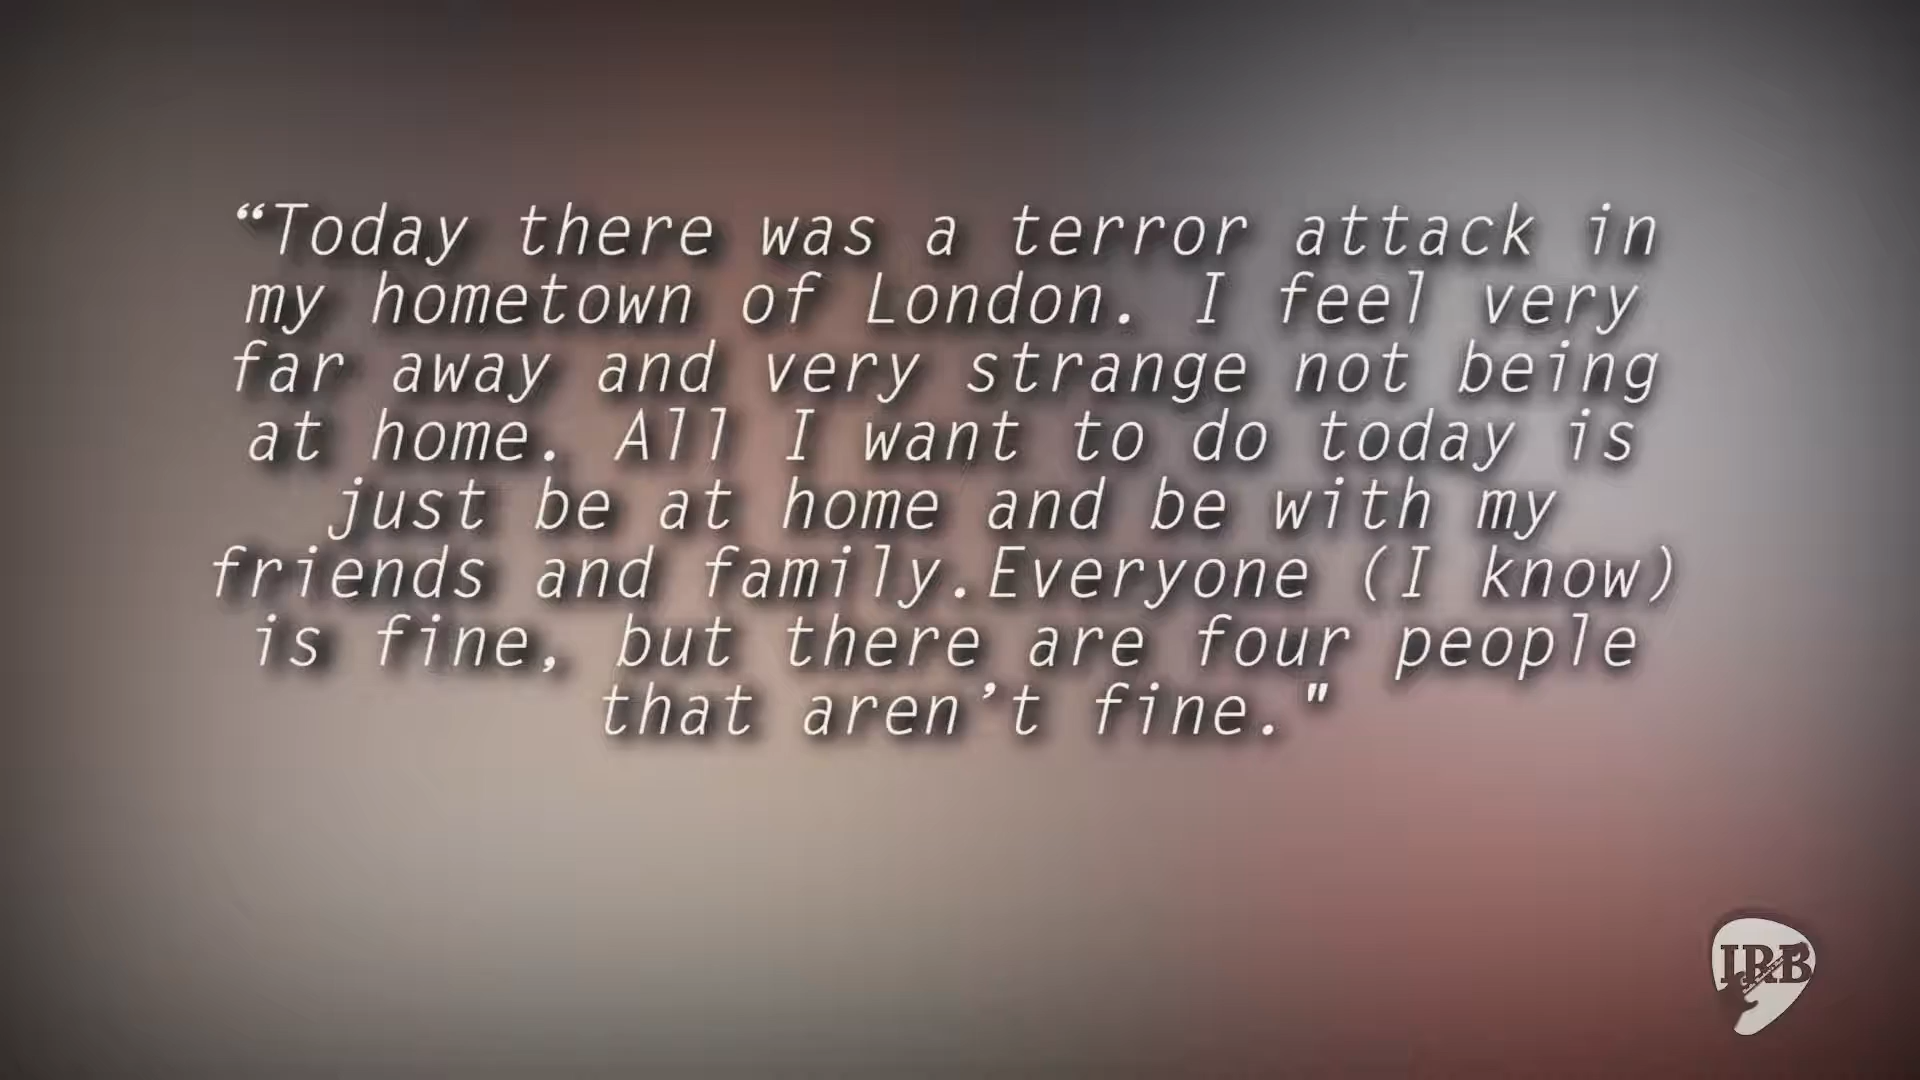 “Today there was a terror attack in
my hometown of London. I feel very
far away and very strange not being
at home. All I want to do today is
just be at home and be with my
friends and family.Everyone (I know)
is fine, but there are four people
that aren’t fine."
IRB